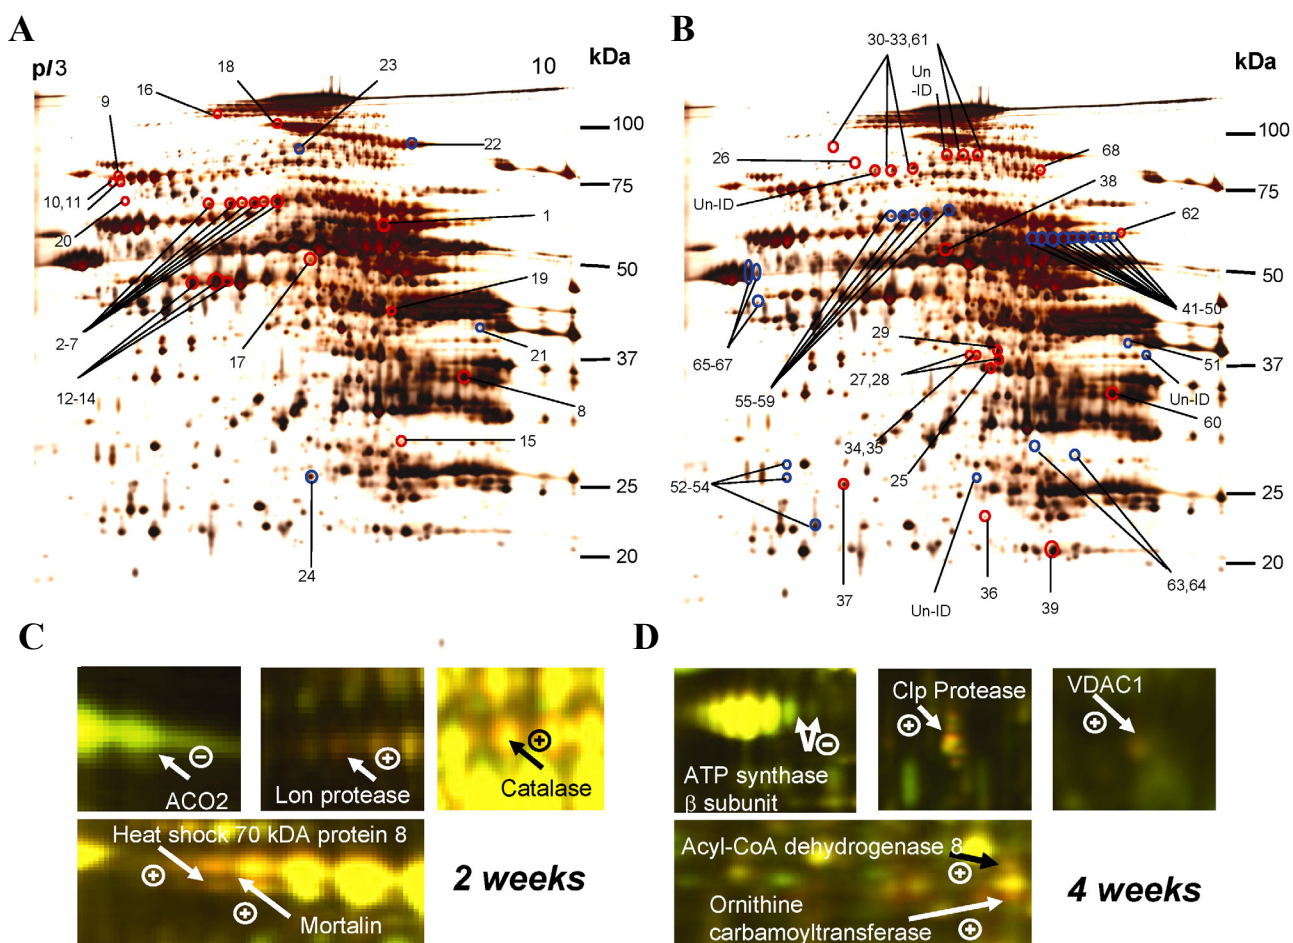 A
B
pI 3
10
kDa
9
16
18
23
22
10,11
20
1
2-7
12-14
17
19
21
8
15
24
100
75
50
37
25
20
30-33,61
Un
-ID
kDa
26
68
38
Un-ID
62
41-50
65-67
29
27,28
55-59
51
Un-ID
60
34,35
25
52-54
37
Un-ID
36
39
63,64
100
75
50
37
25
20
C
D
ACO2
Lon protease
Catalase
Heat shock 70 kDA protein 8
Mortalin
2 weeks
ATP synthase
β subunit
Clp Protease
VDAC1
Acyl-CoA dehydrogenase 8
Ornithine
carbamoyltransferase
4 weeks